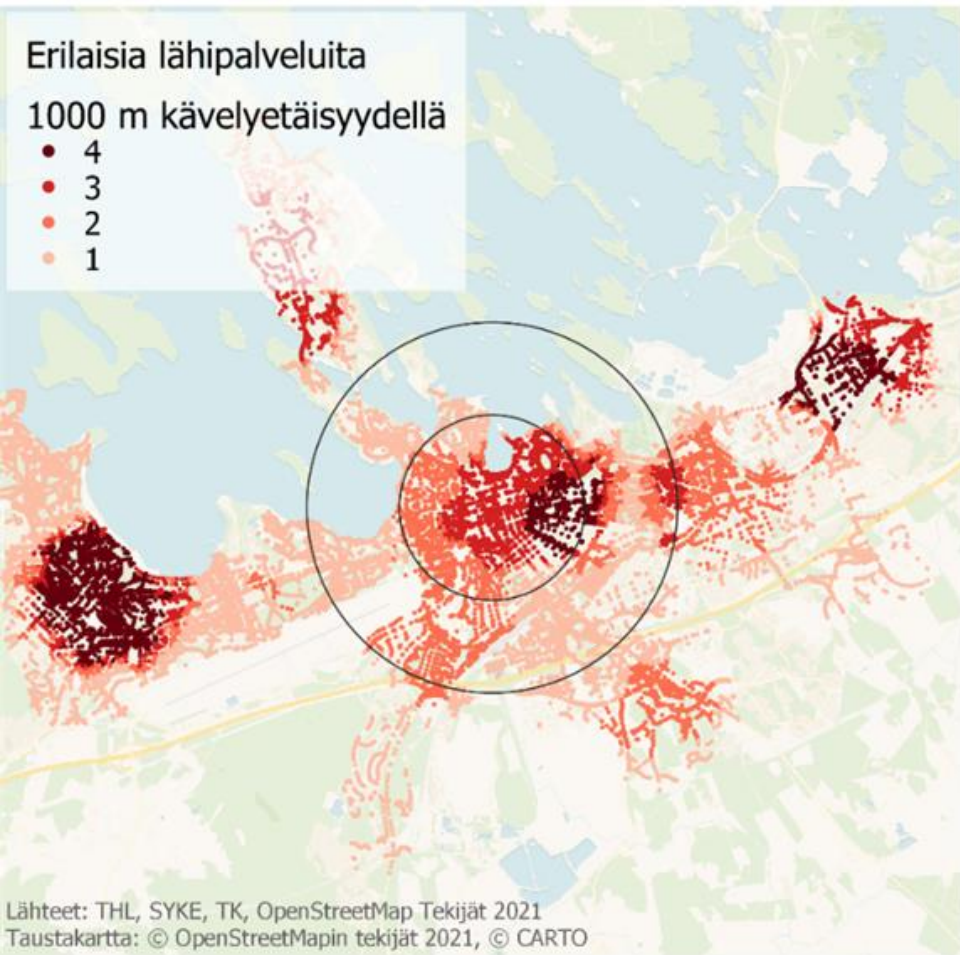 Erilaisia lähipalveluita
1000 m kävelyetäisyydellä
4
3
2
1
Lähteet: THL, SYKE, TK, OpenStreetMap Tekijät 2021
Taustakartta: © OpenStreetMapin tekijät 2021, © CARTO